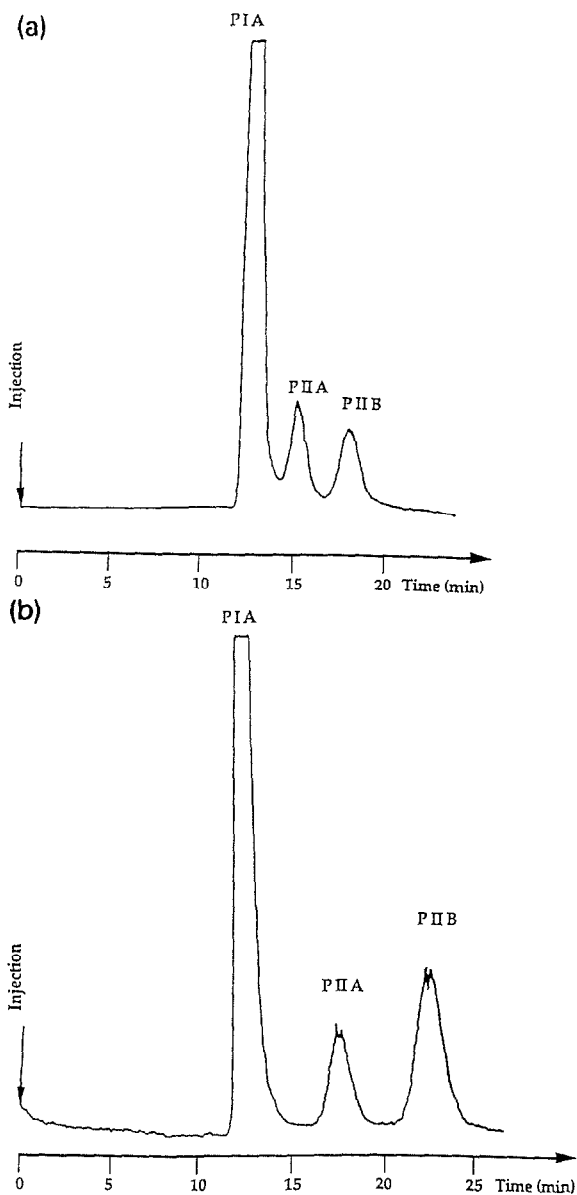 (a)
PIA
PIIA
PIIB
Injection
0 5 10 15 20 Time (min)
(b)
PIA
PIIB
PIIA
Injection
0 5 10 15 20 25 Time (min)